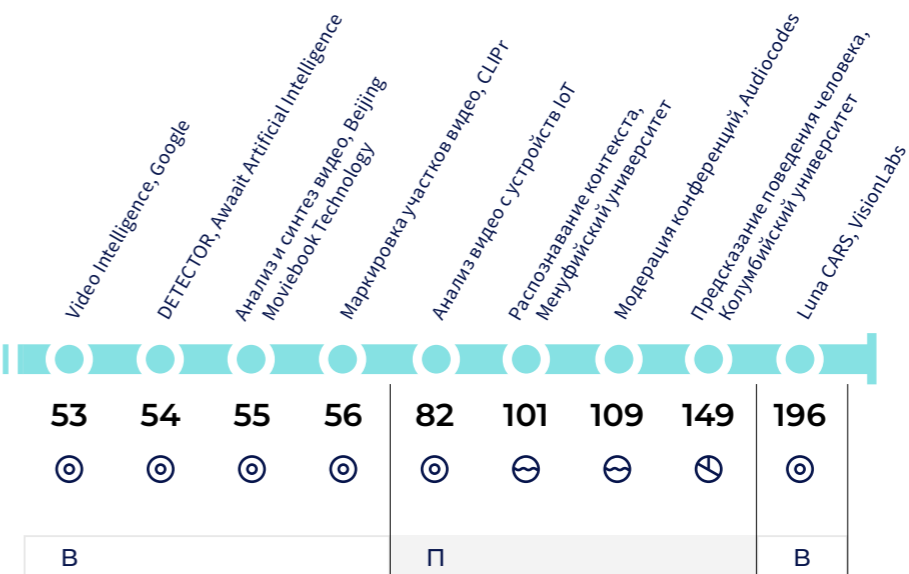 Video Intelligence, Google
DETECTOR, Awaait Artificial Intelligence
Анализ и синтез видео, Beijing
Moviebook Technology
Маркировка участков видео, CLIPr
Анализ видео с устройств IoT
Распознавание контекста,
Менуфийский университет
Модерация конференций, Audiocodes
Предсказание поведения человека,
Колумбийский университет
Luna CARS, VisionLabs
53 54 55 56 82 101 109 149 196
В П В